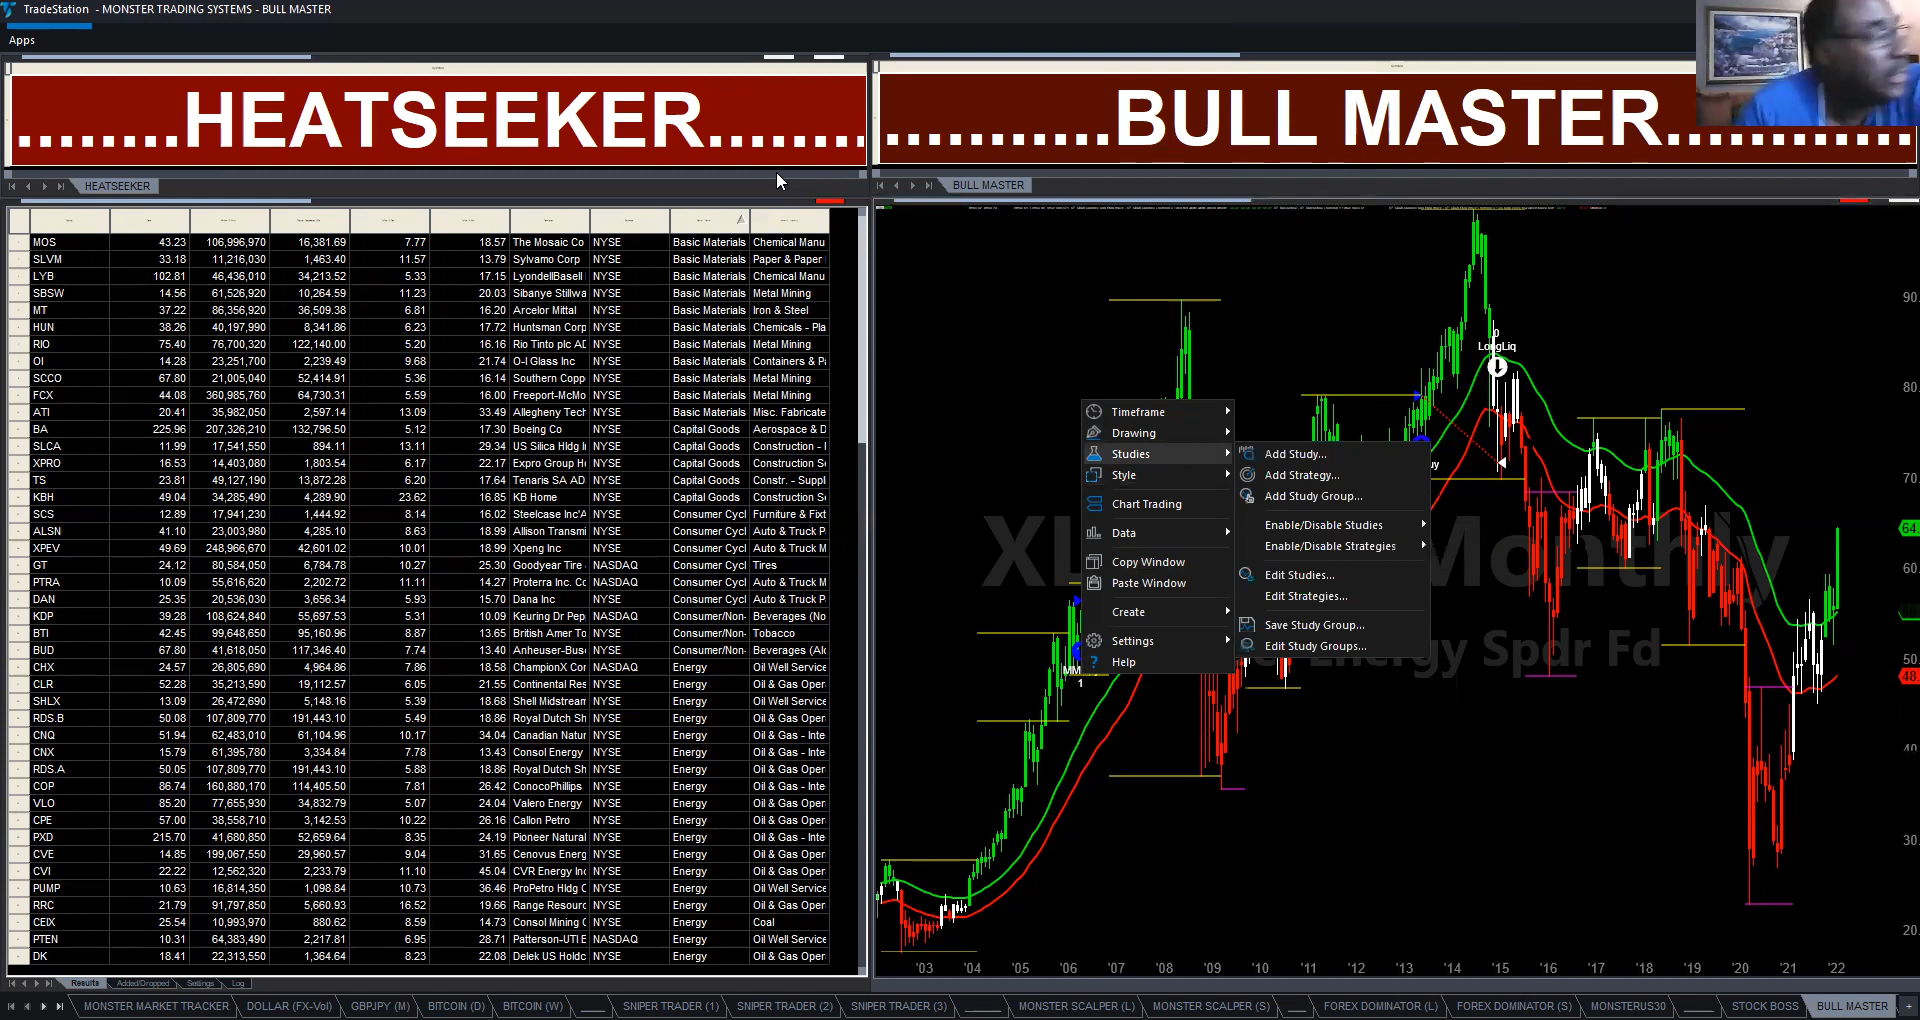 TradeStation - MONSTER TRADING SYSTEMS - BULL MASTER
Apps
........HEATSEEKER........
HEATSEEKER
...........BULL MASTER............
BULL MASTER
MOS 43.23 106,996,970 16,381.69 7.77 18.57 The Mosaic Co NYSE Basic Materials Chemical Manu
SLVM 33.18 11,216,030 1,463.40 11.57 13.79 Sylvamo Corp NYSE Basic Materials Paper & Paper
LYB 102.81 46,436,010 34,213.52 5.33 17.15 LyondellBasell NYSE Basic Materials Chemical Manu
SBSW 14.56 61,526,920 10,264.59 11.23 20.03 Sibanye Stillwa NYSE Basic Materials Metal Mining
MT 37.22 86,356,920 36,509.38 6.81 16.20 Arcelor Mittal NYSE Basic Materials Iron & Steel
HUN 38.26 40,197,990 8,341.86 6.23 17.72 Huntsman Corp NYSE Basic Materials Chemicals - Pla
RIO 75.40 76,700,320 122,140.00 5.20 16.16 Rio Tinto plc AD NYSE Basic Materials Metal Mining
OI 14.28 23,251,700 2,239.49 9.68 21.74 O-I Glass Inc NYSE Basic Materials Containers & Pa
SCCO 67.80 21,005,040 52,414.91 5.36 16.14 Southern Copp NYSE Basic Materials Metal Mining
FCX 44.08 360,985,760 64,730.31 5.59 16.00 Freeport-McMo NYSE Basic Materials Metal Mining
ATI 20.41 35,982,050 2,597.14 13.09 33.49 Allegheny Tech NYSE Basic Materials Misc. Fabricate
BA 225.96 207,326,210 132,796.50 5.12 17.30 Boeing Co NYSE Capital Goods Aerospace & D
SLCA 11.99 17,541,550 894.11 13.11 29.34 US Silica Hldg I NYSE Capital Goods Construction - 
XPRO 16.53 14,403,080 1,803.54 6.17 22.17 Expro Group H NYSE Capital Goods Construction Se
TS 23.81 49,127,190 13,872.28 6.60 17.64 Tenaris SA AD NYSE Capital Goods Constr. - Suppl
KBH 49.04 34,285,490 4,289.90 23.62 16.85 KB Home NYSE Capital Goods Construction Se
SCS 12.89 17,941,230 1,444.92 8.14 16.02 Steelcase Inc'A NYSE Consumer Cycl Furniture & Fixt
ALSN 41.10 23,003,980 4,285.10 8.63 18.99 Allison Transmi NYSE Consumer Cycl Auto & Truck P
XPEV 49.69 248,966,670 42,601.02 10.01 18.99 Xpeng Inc NYSE Consumer Cycl Auto & Truck M
GT 24.12 80,584,050 6,784.78 10.27 25.30 Goodyear Tire NASDAQ Consumer Cycl Tires
PTRA 10.09 55,616,620 2,202.72 11.11 14.27 Proterra Inc. Co NASDAQ Consumer Cycl Auto & Truck M
DAN 25.35 20,536,030 3,656.34 5.93 15.70 Dana Inc NYSE Consumer Cycl Auto & Truck P
KDP 39.28 108,624,840 55,697.53 5.31 10.09 Keuring Dr Pep NASDAQ Consumer/Non- Beverages (No
BTI 42.45 99,648,650 95,160.96 8.87 13.65 British Amer To NYSE Consumer/Non- Tobacco
BUD 67.80 41,618,050 117,346.40 7.74 13.40 Anheuser-Bus NYSE Consumer/Non- Beverages (Alc
CHX 24.57 26,805,690 4,964.86 7.86 18.58 ChampionX Cor NASDAQ Energy Oil Well Service
CLR 52.28 35,213,590 19,112.57 6.05 21.55 Continental Res NYSE Energy Oil & Gas Oper
SHLX 13.09 26,472,690 5,148.16 5.39 18.68 Shell Midstream NYSE Energy Oil Well Service
RDS.B 50.08 107,809,770 191,443.10 5.49 18.86 Royal Dutch Sh NYSE Energy Oil & Gas Oper
CNQ 51.94 62,483,010 61,104.96 10.17 34.04 Canadian Natur NYSE Energy Oil & Gas - Inte
CNX 15.79 61,395,780 3,334.84 7.78 13.43 Consol Energy NYSE Energy Oil & Gas - Inte
RDS.A 50.05 107,809,770 191,443.10 5.88 18.86 Royal Dutch Sh NYSE Energy Oil & Gas Oper
COP 86.74 160,880,170 114,405.50 7.81 26.42 ConocoPhillips NYSE Energy Oil & Gas - Inte
VLO 85.20 77,655,930 34,832.79 5.07 24.04 Valero Energy NYSE Energy Oil & Gas Oper
CPE 57.00 38,558,710 3,142.53 10.22 26.16 Callon Petro NYSE Energy Oil & Gas Oper
PXD 215.70 41,680,850 52,659.64 8.35 24.19 Pioneer Natural NYSE Energy Oil & Gas - Inte
CVE 14.85 199,067,550 29,960.57 9.04 31.65 Cenovus Energ NYSE Energy Oil & Gas Oper
CVI 22.22 12,562,320 2,233.79 11.10 45.04 CVR Energy Inc NYSE Energy Oil & Gas Oper
PUMP 10.63 16,814,350 1,098.84 10.73 36.46 ProPetro Hldg C NYSE Energy Oil Well Service
RRC 21.79 91,797,850 5,660.93 16.52 19.66 Range Resourc NYSE Energy Oil & Gas Oper
CEIX 25.54 10,993,970 880.62 8.59 14.73 Consol Mining C NYSE Energy Coal
PTEN 10.31 64,383,490 2,217.81 6.95 28.71 Patterson-UTI E NASDAQ Energy Oil Well Service
DK 18.41 22,313,550 1,364.64 8.23 22.08 Delek US Holdc NYSE Energy Oil & Gas Oper
Results Added/Dropped Settings Log
0
LongLiq
Timeframe
Drawing
Studies
Style
Chart Trading
Data
Copy Window
Paste Window
Create
Settings
Help
Add Study...
Add Strategy...
Add Study Group...
Enable/Disable Studies
Enable/Disable Strategies
Edit Studies...
Edit Strategies...
Save Study Group...
Edit Study Groups...
uy
MM
1
XL Monthly
Energy Spdr Fd
90.
80.
70.
64
60.
50.
48.
40.
30.
20.
'03 '04 '05 '06 '07 '08 '09 '10 '11 '12 '13 '14 '15 '16 '17 '18 '19 '20 '21 '22
MONSTER MARKET TRACKER DOLLAR (FX-Vol) GBPJPY (M) BITCOIN (D) BITCOIN (W) ____ SNIPER TRADER (1) SNIPER TRADER (2) SNIPER TRADER (3) ______ MONSTER SCALPER (L) MONSTER SCALPER (S) ___ FOREX DOMINATOR (L) FOREX DOMINATOR (S) MONSTERUS30 _____ STOCK BOSS BULL MASTER +